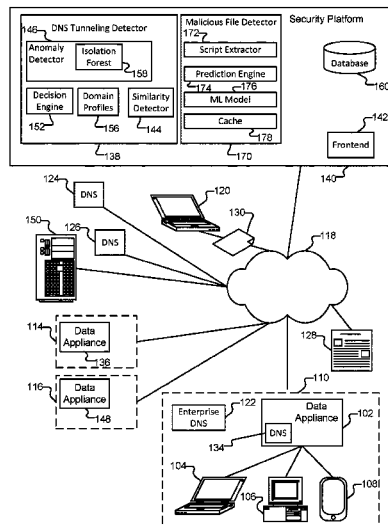 Security Platform
DNS Tunneling Detector
146
Anomaly
Detector
Isolation
Forest
158
Decision
Engine
152
Domain
Profiles
156
Similarity
Detector
144
138
Malicious File Detector
172
Script Extractor
Prediction Engine
174
176
ML Model
Cache
178
170
Database
160
142
Frontend
140
124
DNS
120
130
126
DNS
118
150
114
Data
Appliance
136
128
116
Data
Appliance
148
110
Enterprise
DNS
122
Data
Appliance
102
134
DNS
104
106
108